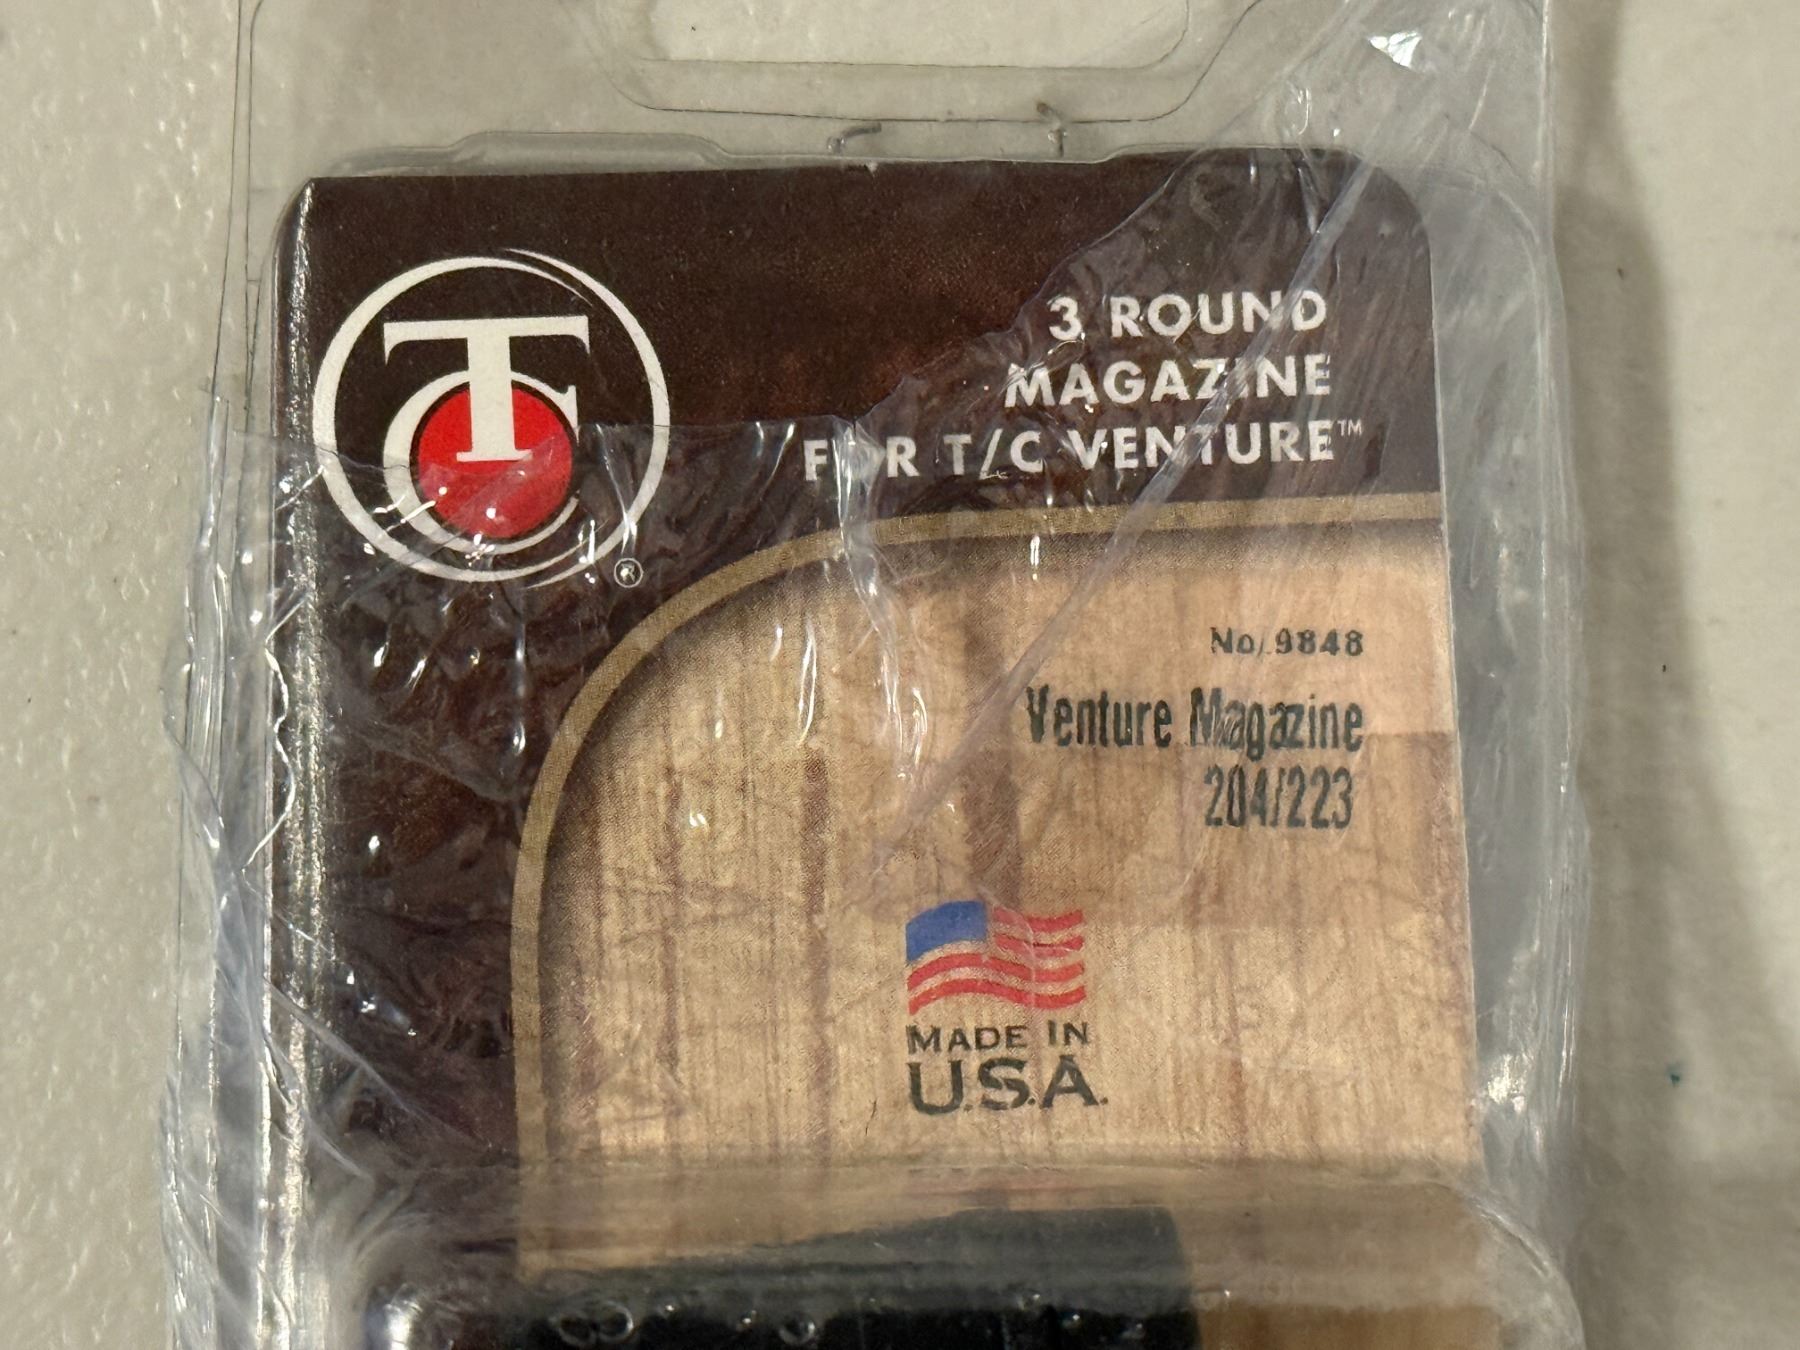 TC
®
3 ROUND
MAGAZINE
FOR T/C VENTURE™
No. 9848
Venture Magazine
204/223
MADE IN
U.S.A.